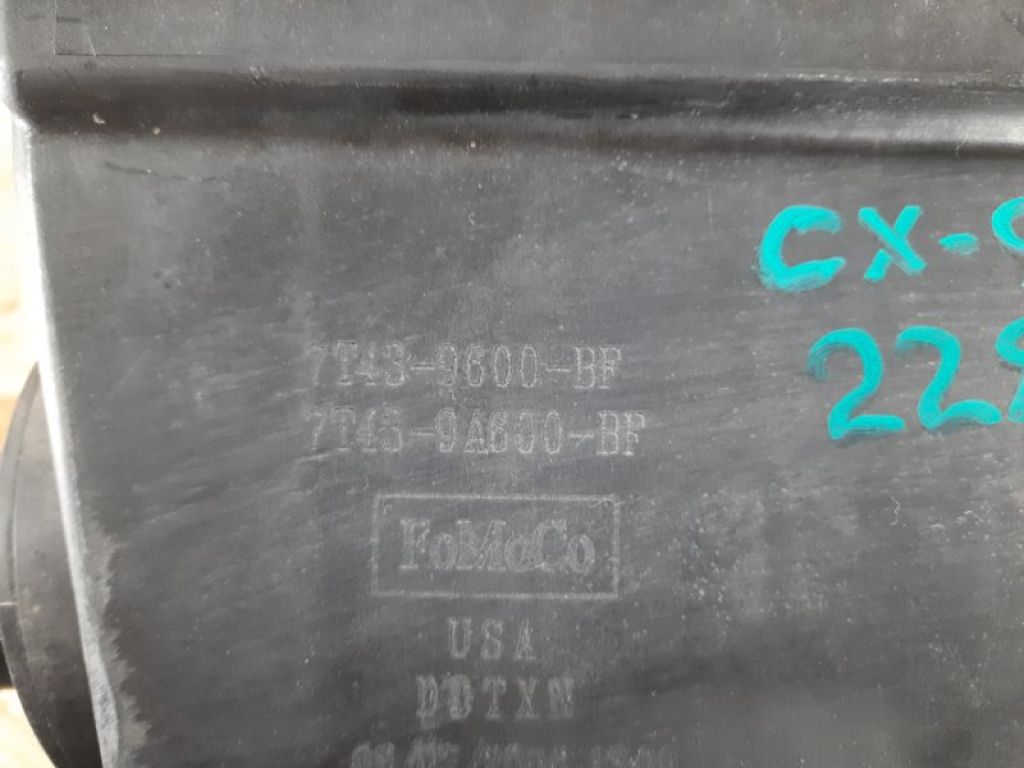 CX-9
7T43-9600-BF
7T43-9A600-BF
FoMoCo
USA
DDTXN